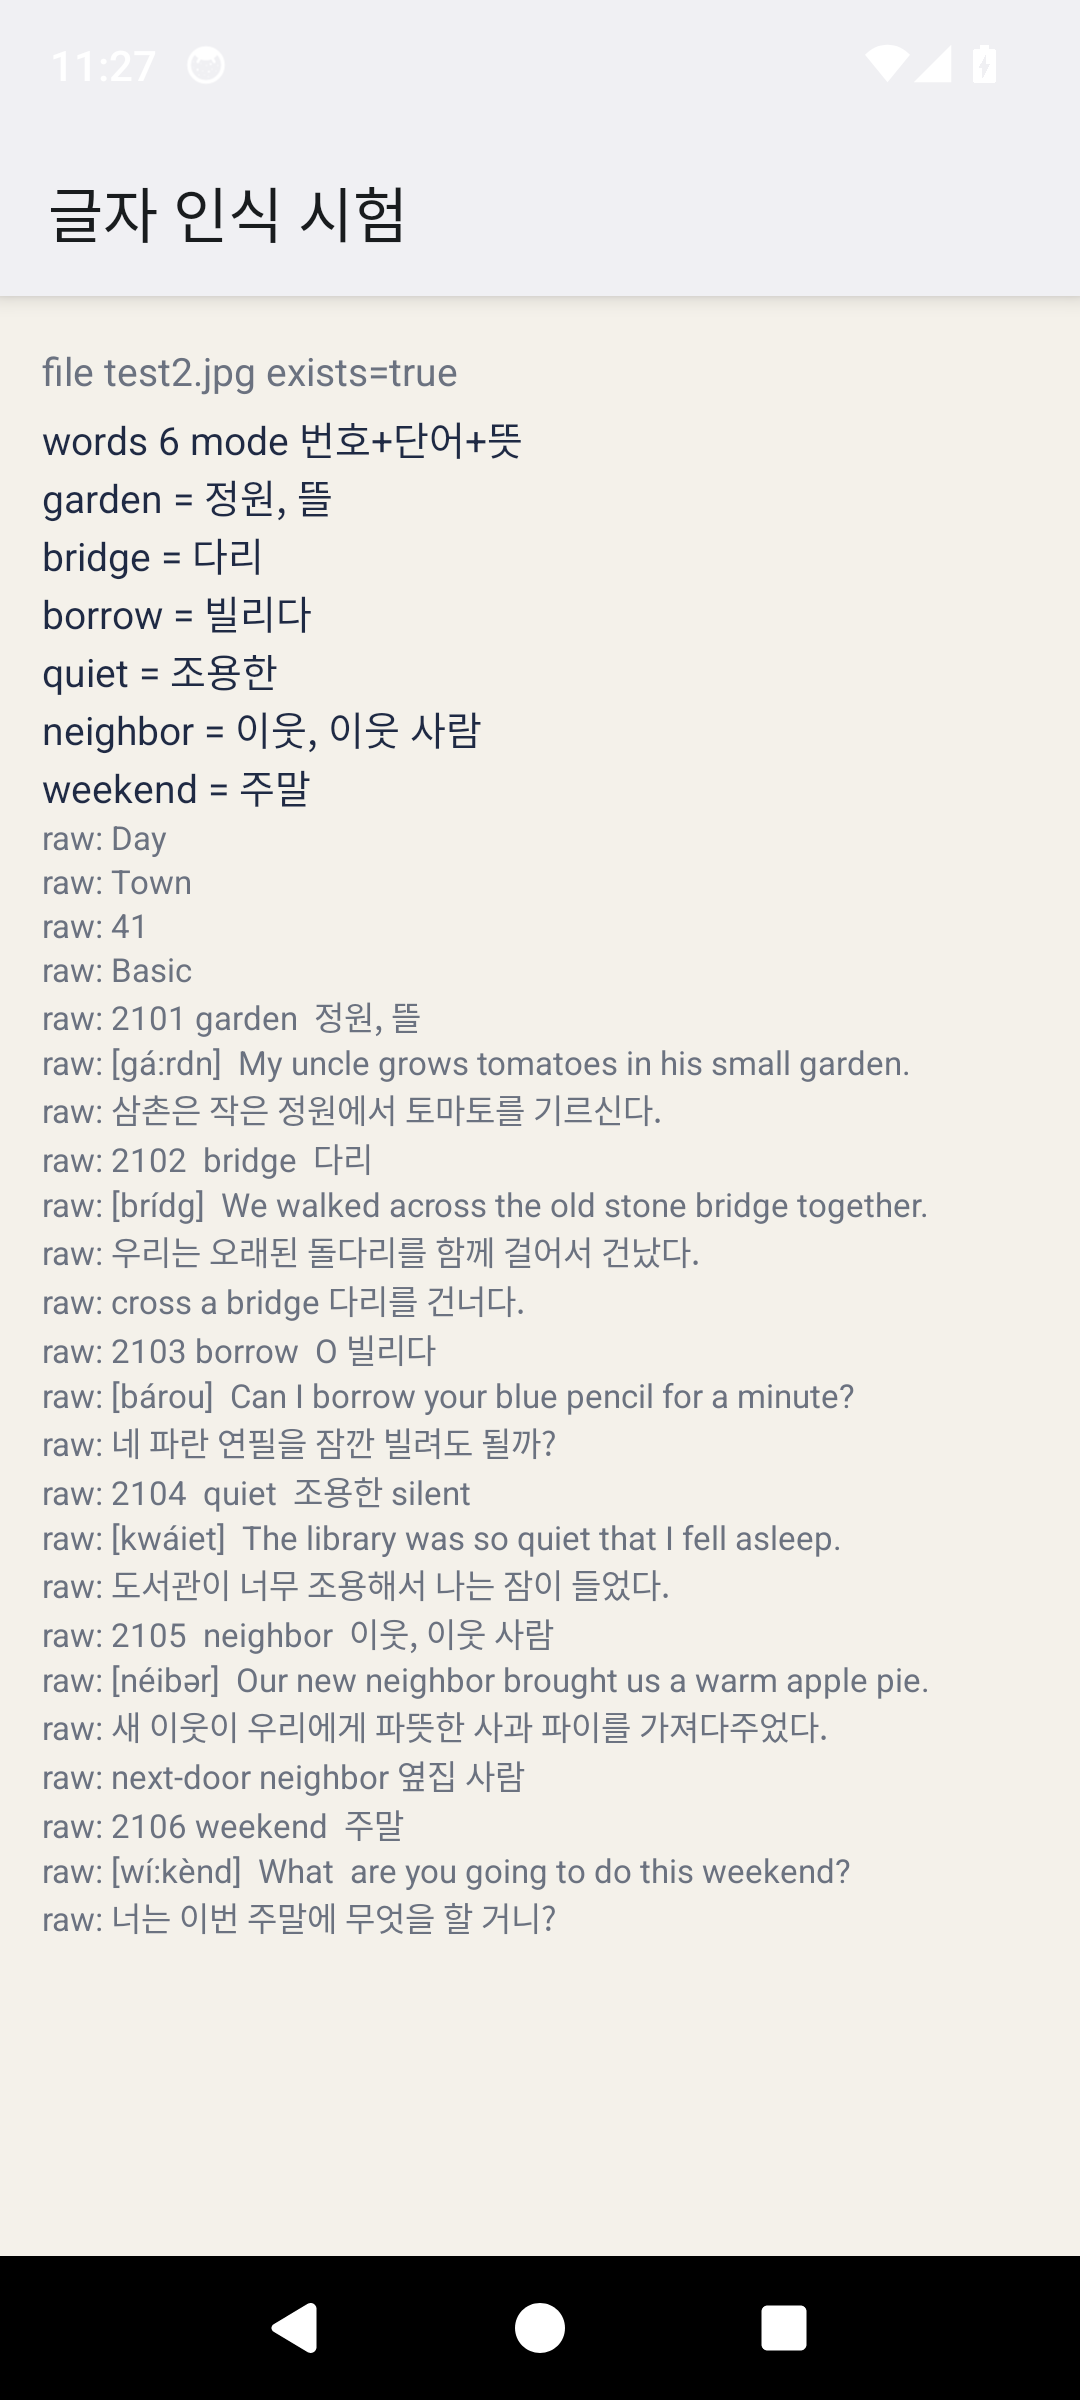 11:27
글자 인식 시험
file test2.jpg exists=true
words 6 mode 번호+단어+뜻
garden = 정원, 뜰
bridge = 다리
borrow = 빌리다
quiet = 조용한
neighbor = 이웃, 이웃 사람
weekend = 주말
raw: Day
raw: Town
raw: 41
raw: Basic
raw: 2101 garden  정원, 뜰
raw: [gá:rdn]  My uncle grows tomatoes in his small garden.
raw: 삼촌은 작은 정원에서 토마토를 기르신다.
raw: 2102  bridge  다리
raw: [brídg]  We walked across the old stone bridge together.
raw: 우리는 오래된 돌다리를 함께 걸어서 건났다.
raw: cross a bridge 다리를 건너다.
raw: 2103 borrow  O 빌리다
raw: [bárou]  Can I borrow your blue pencil for a minute?
raw: 네 파란 연필을 잠깐 빌려도 될까?
raw: 2104  quiet  조용한 silent
raw: [kwáiet]  The library was so quiet that I fell asleep.
raw: 도서관이 너무 조용해서 나는 잠이 들었다.
raw: 2105  neighbor  이웃, 이웃 사람
raw: [néibər]  Our new neighbor brought us a warm apple pie.
raw: 새 이웃이 우리에게 파뜻한 사과 파이를 가져다주었다.
raw: next-door neighbor 옆집 사람
raw: 2106 weekend  주말
raw: [wí:kènd]  What  are you going to do this weekend?
raw: 너는 이번 주말에 무엇을 할 거니?